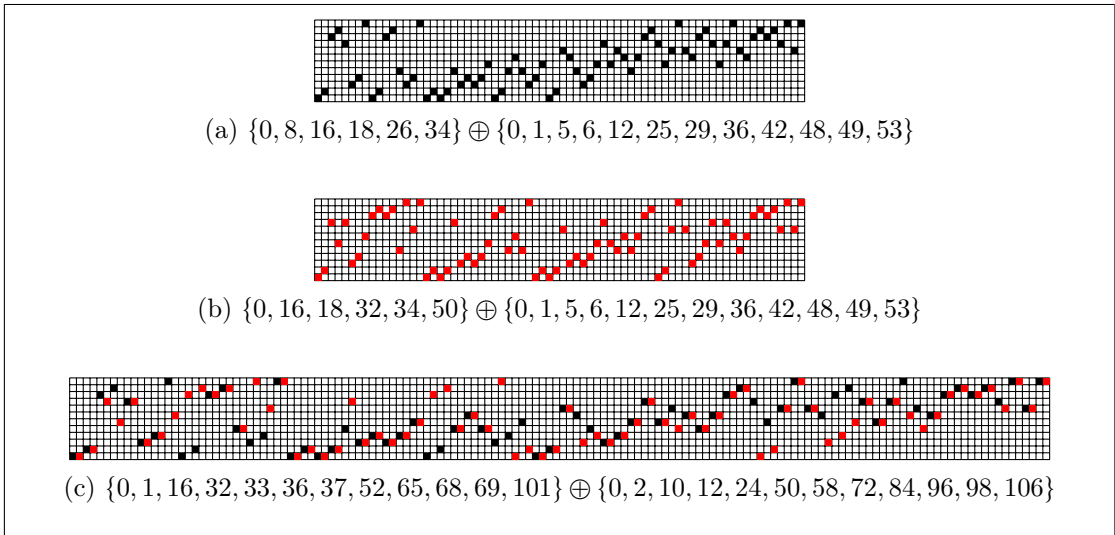 (a) {0, 8, 16, 18, 26, 34} ⊕ {0, 1, 5, 6, 12, 25, 29, 36, 42, 48, 49, 53}
(b) {0, 16, 18, 32, 34, 50} ⊕ {0, 1, 5, 6, 12, 25, 29, 36, 42, 48, 49, 53}
(c) {0, 1, 16, 32, 33, 36, 37, 52, 65, 68, 69, 101} ⊕ {0, 2, 10, 12, 24, 50, 58, 72, 84, 96, 98, 106}